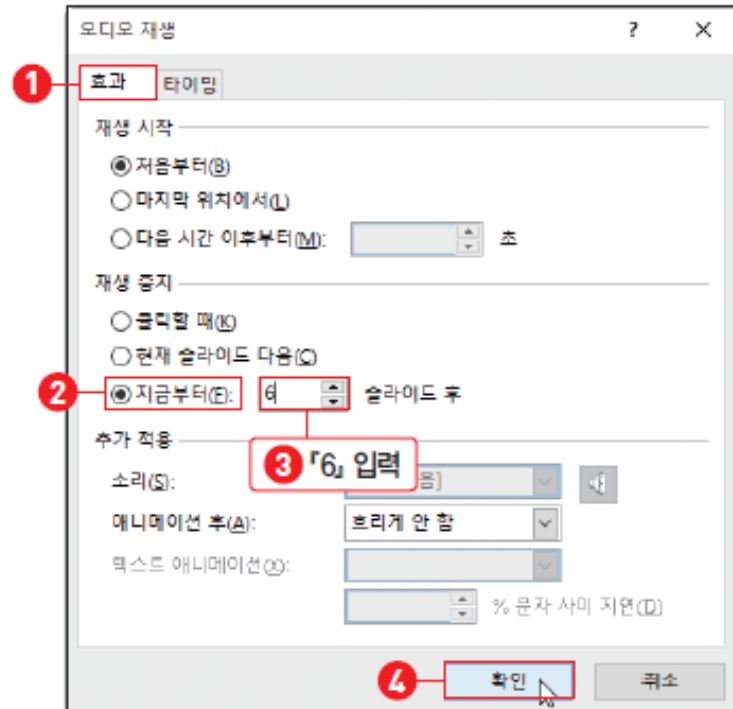 오디오 재생 ? ×
1 효과 타이밍
재생 시작
처음부터(B)
마지막 위치에서(L)
다음 시간 이후부터(M): 초
재생 중지
클릭할 때(K)
현재 슬라이드 다음(C)
2 지금부터(F): 6 슬라이드 후
추가 적용
3 『6』 입력
소리(S): 음]
애니메이션 후(A): 흐리게 안 함
텍스트 애니메이션(X):
% 문자 사이 지연(D)
4 확인 취소